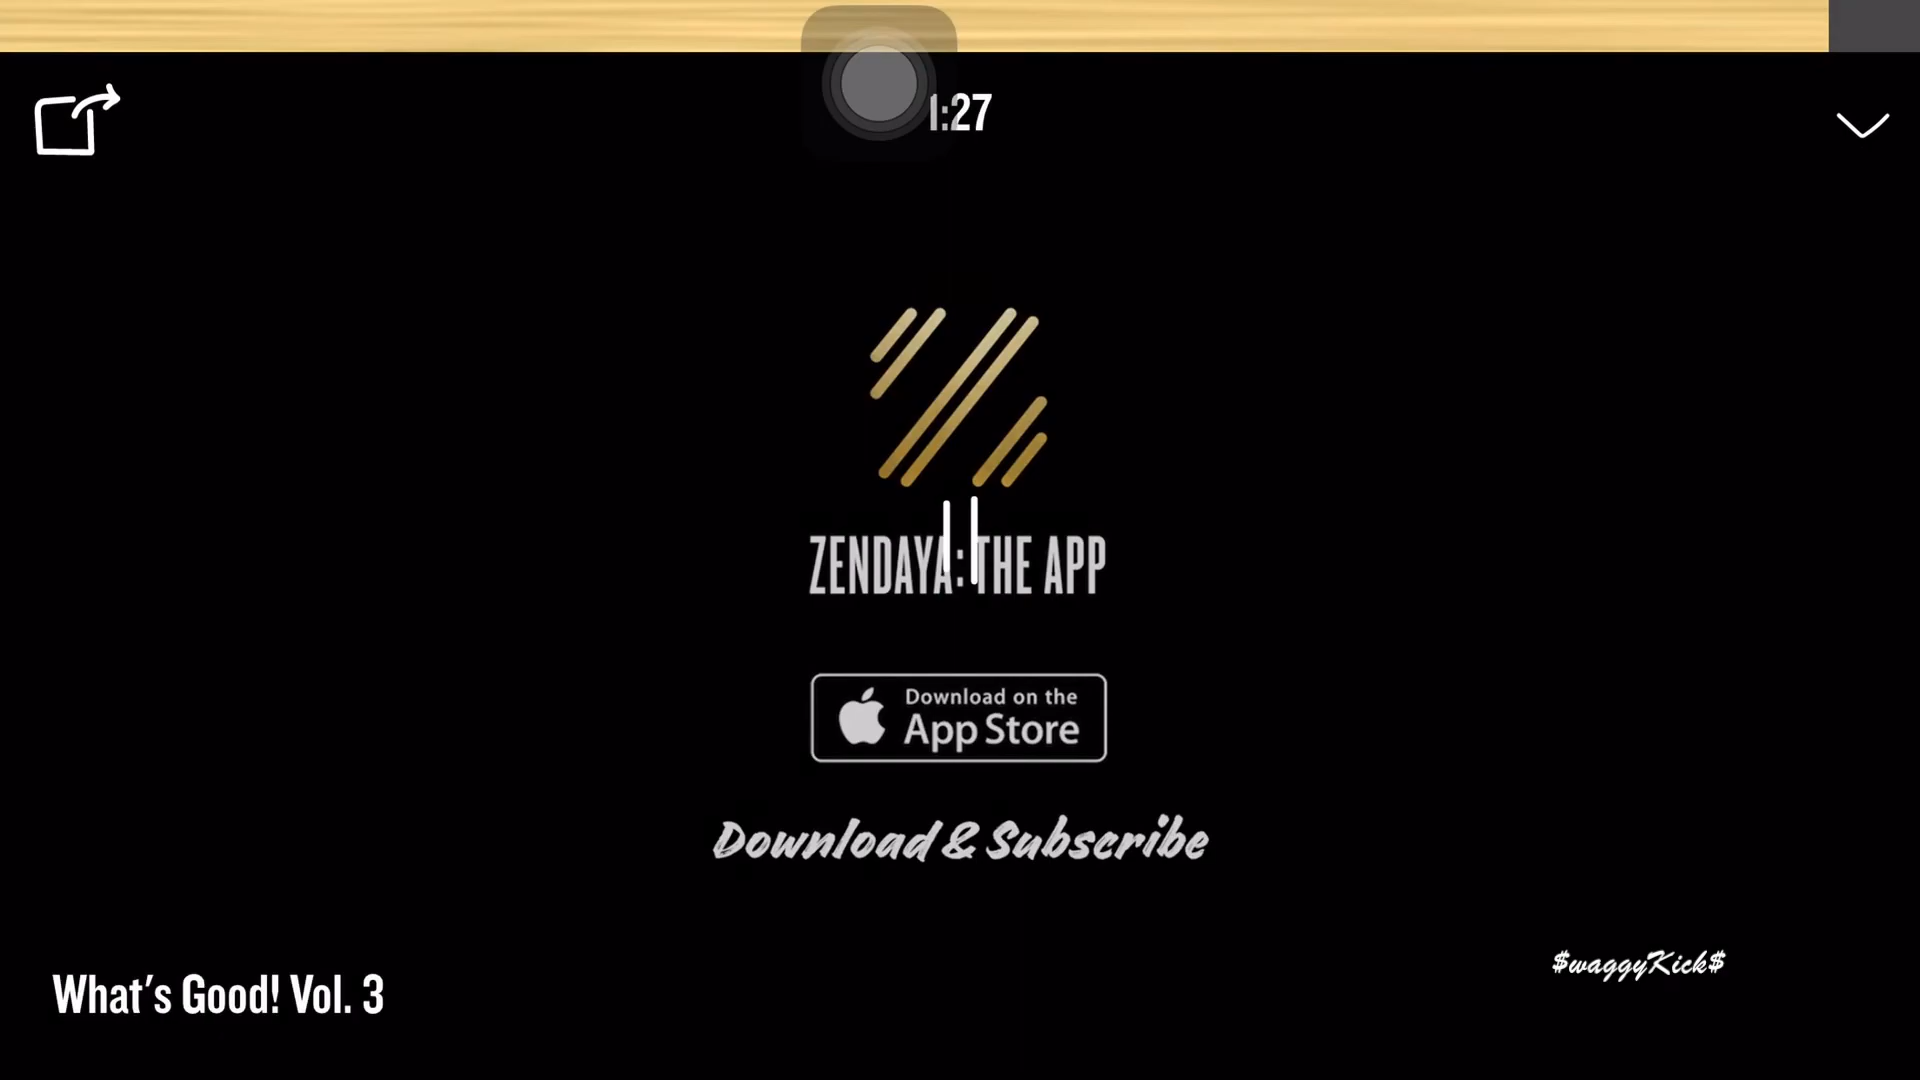 1:27
ZENDAYA: THE APP
Download on the
App Store
Download & Subscribe
$waggyKick$
What's Good! Vol. 3